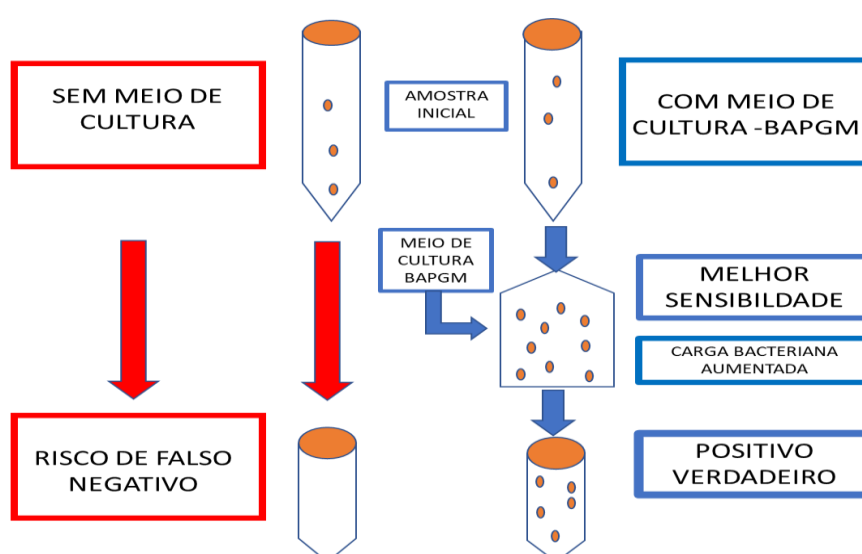 SEM MEIO DE
CULTURA
AMOSTRA
INICIAL
COM MEIO DE
CULTURA -BAPGM
MEIO DE
CULTURA
BAPGM
MELHOR
SENSIBILDADE
CARGA BACTERIANA
AUMENTADA
RISCO DE FALSO
NEGATIVO
POSITIVO
VERDADEIRO